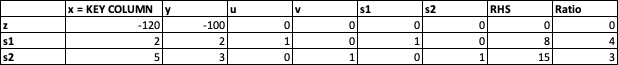 x = KEY COLUMN y u v s1 s2 RHS Ratio
z -120 -100 0 0 0 0 0 0
s1 2 2 1 0 1 0 8 4
s2 5 3 0 1 0 1 15 3